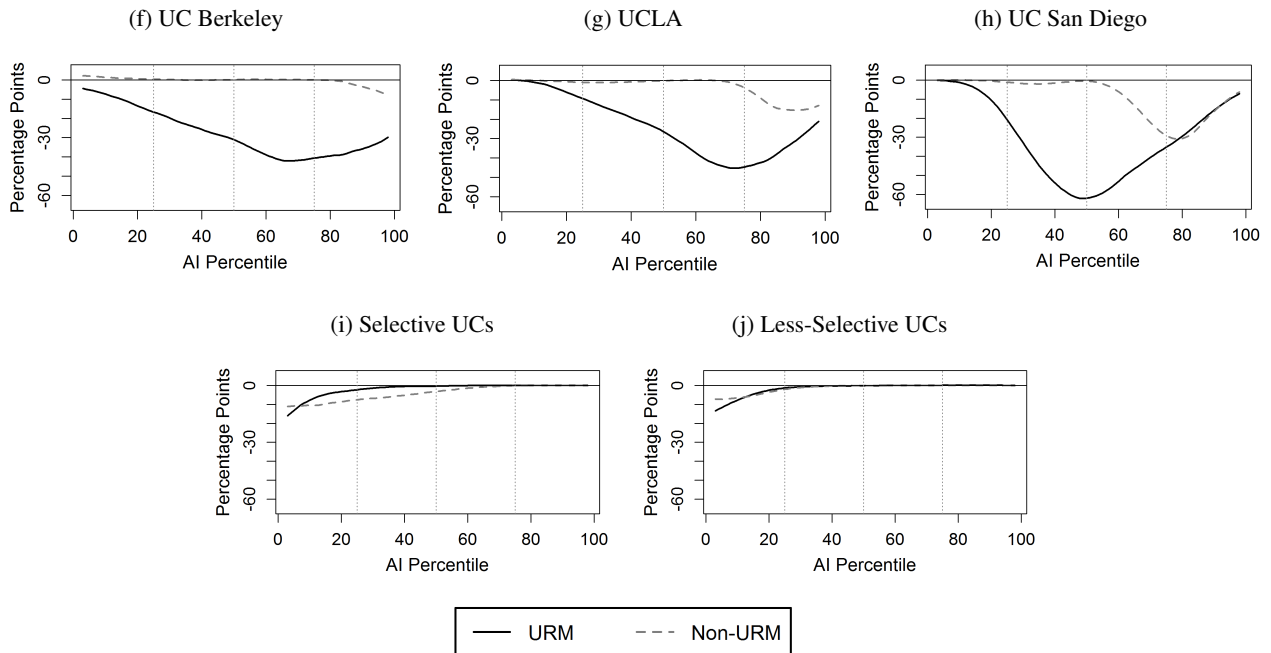 (f) UC Berkeley
(g) UCLA
(h) UC San Diego
Percentage Points
0
-30
-60
0 20 40 60 80 100
AI Percentile
Percentage Points
0
-30
-60
0 20 40 60 80 100
AI Percentile
Percentage Points
0
-30
-60
0 20 40 60 80 100
AI Percentile
(i) Selective UCs
(j) Less-Selective UCs
Percentage Points
0
-30
-60
0 20 40 60 80 100
AI Percentile
Percentage Points
0
-30
-60
0 20 40 60 80 100
AI Percentile
URM
Non-URM